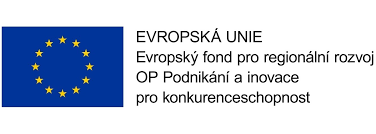 EVROPSKÁ UNIE
Evropský fond pro regionální rozvoj
OP Podnikání a inovace
pro konkurenceschopnost